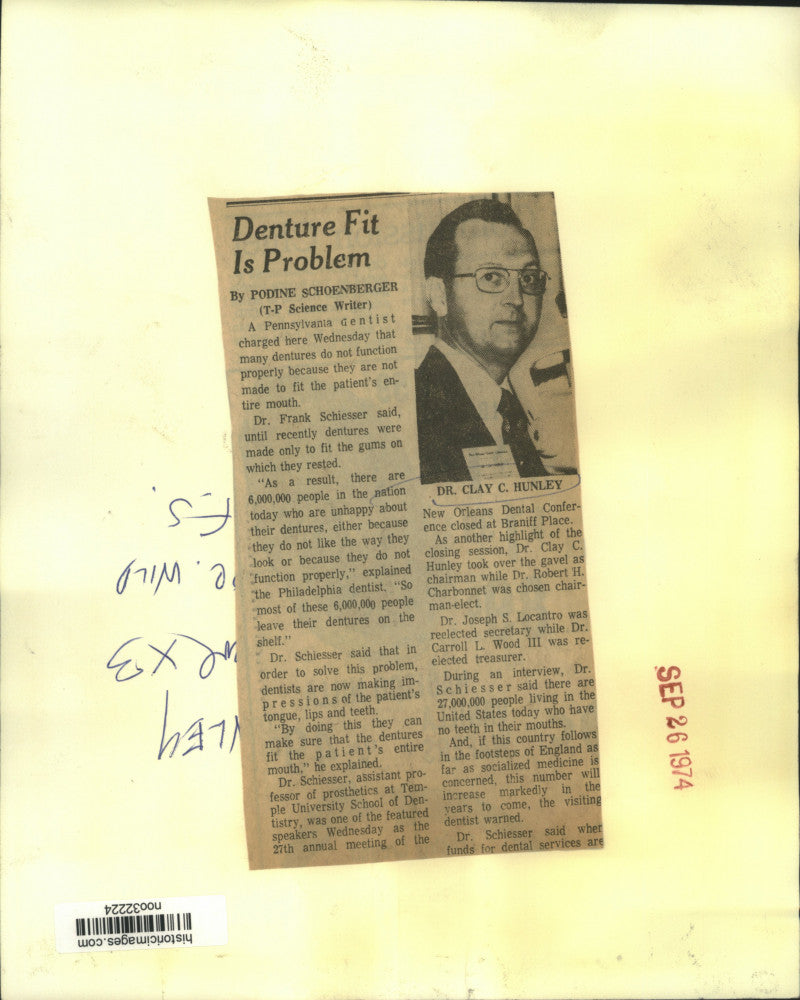 Denture Fit
Is Problem
By PODINE SCHOENBERGER
(T-P Science Writer)
A Pennsylvania dentist
charged here Wednesday that
many dentures do not function
properly because they are not
made to fit the patient's en-
tire mouth.
Dr. Frank Schiesser said,
until recently dentures were
made only to fit the gums on
which they rested.
"As a result, there are
6,000,000 people in the nation
today who are unhappy about
their dentures, either because
they do not like the way they
look or because they do not
function properly," explained
the Philadelphia dentist. "So
most of these 6,000,000 people
leave their dentures on the
shelf."
Dr. Schiesser said that in
order to solve this problem,
dentists are now making im-
pressions of the patient's
tongue, lips and teeth.
"By doing this they can
make sure that the dentures
fit the patient's entire
mouth," he explained.
Dr. Schiesser, assistant pro-
fessor of prosthetics at Tem-
ple University School of Den-
tistry, was one of the featured
speakers Wednesday as the
27th annual meeting of the
DR. CLAY C. HUNLEY
New Orleans Dental Confer-
ence closed at Braniff Place.
As another highlight of the
closing session, Dr. Clay C.
Hunley took over the gavel as
chairman while Dr. Robert H.
Charbonnet was chosen chair-
man-elect.
Dr. Joseph S. Locantro was
reelected secretary while Dr.
Carroll L. Wood III was re-
elected treasurer.
During an interview, Dr.
Schiesser said there are
27,000,000 people living in the
United States today who have
no teeth in their mouths.
And, if this country follows
in the footsteps of England as
far as socialized medicine is
concerned, this number will
increase markedly in the
years to come, the visiting
dentist warned.
Dr. Schiesser said when
funds for dental services are
SEP 26 1974
X3
historicimages.com
noo32224